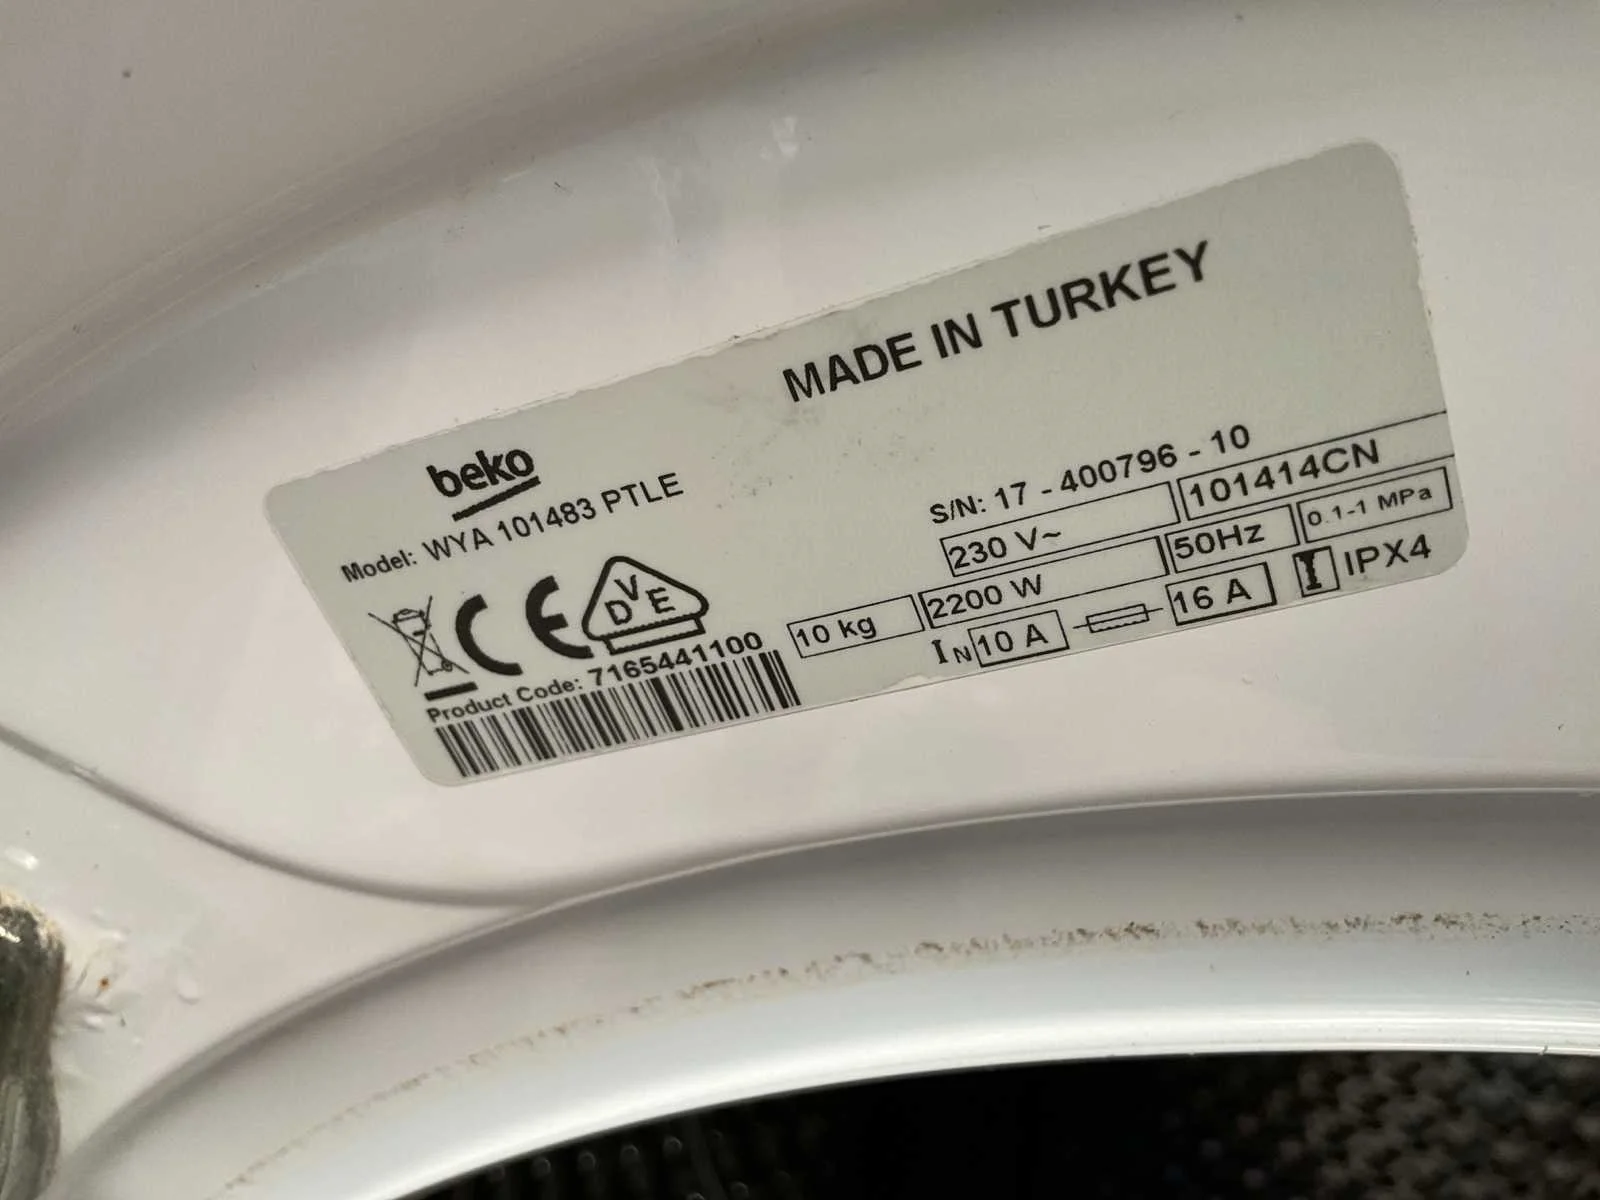 MADE IN TURKEY
beko
Model: WYA 101483 PTLE
S/N: 17 - 400796 - 10
230 V~ 101414CN
2200 W 50Hz 0.1-1 MPa
10 kg IN 10 A 16 A I IPX4
CE DVE
Product Code: 7165441100